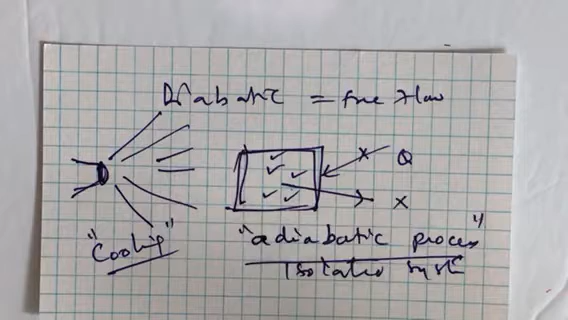 Diabatic = free flow
x Q
x
"Cooling"
"adiabatic process"
Isolated syst